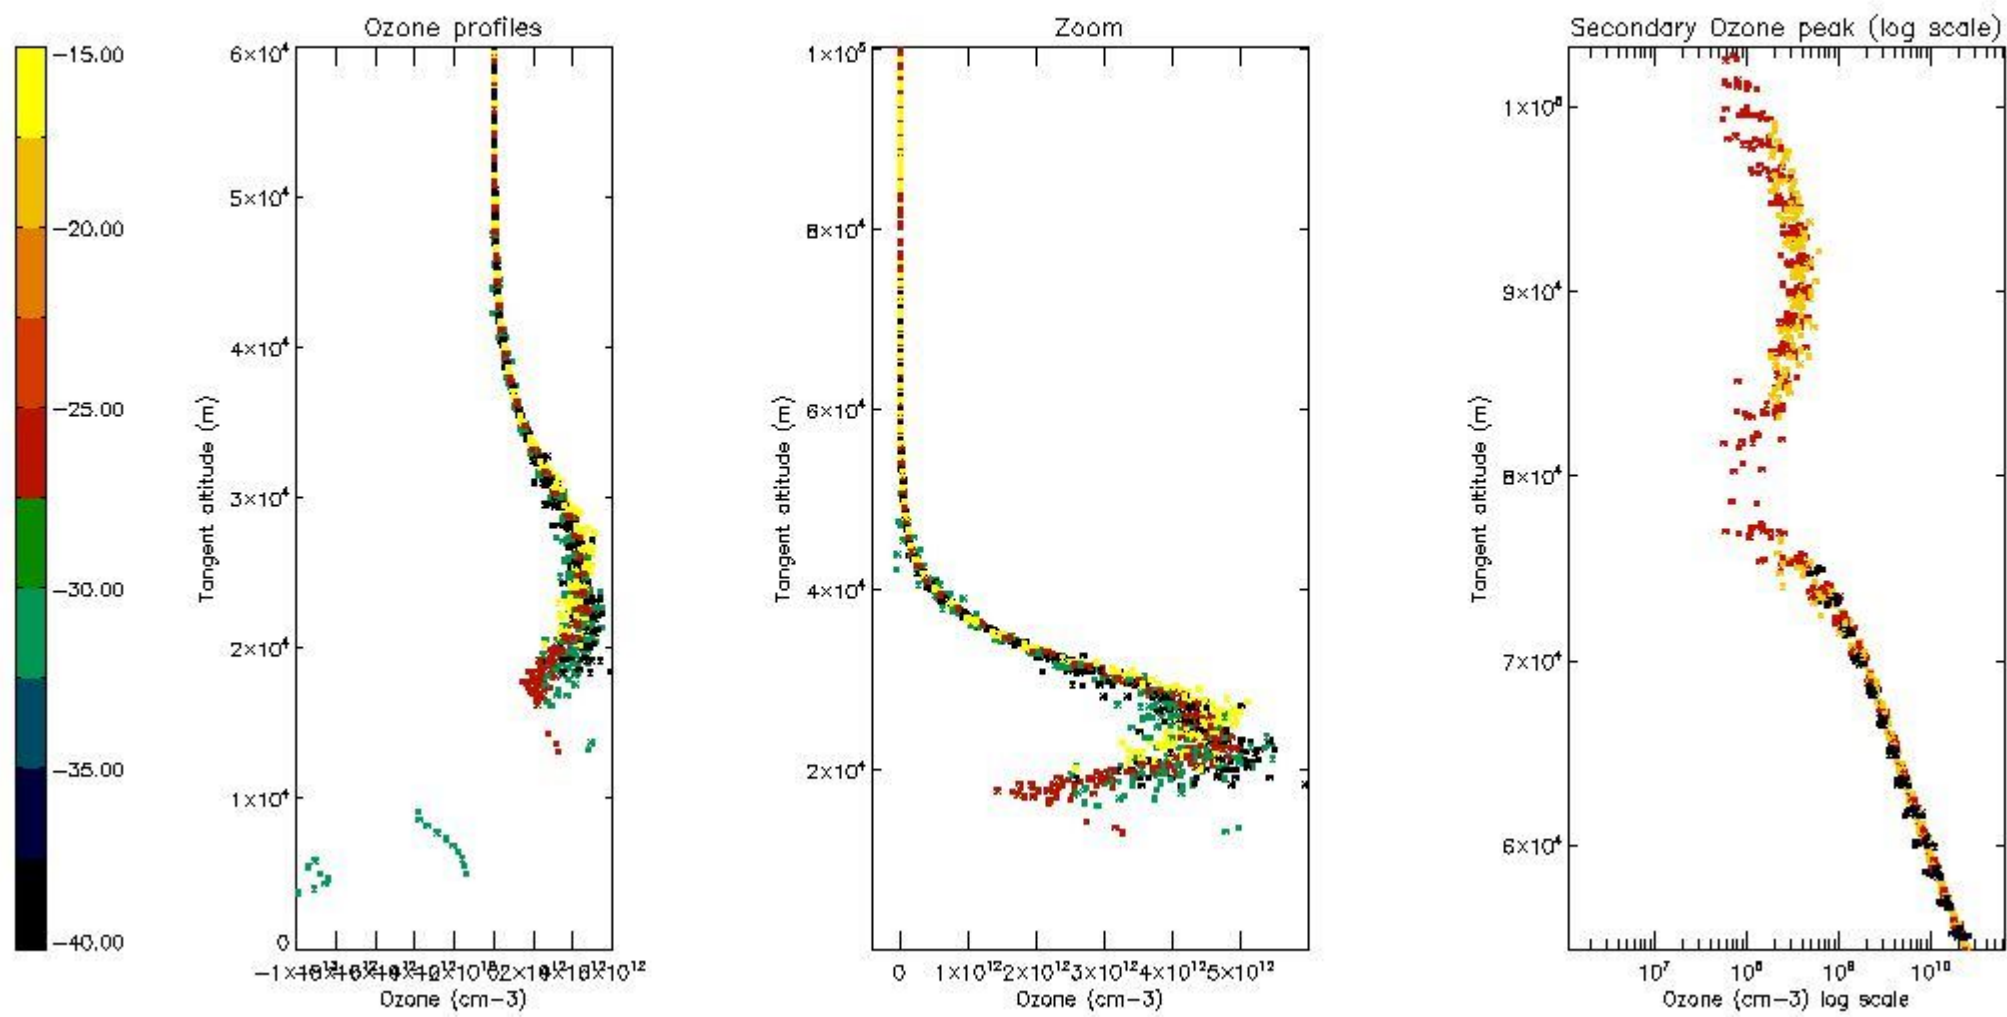 Ozone profiles
Zoom
Secondary Ozone peak (log scale)
-15.00
-20.00
-25.00
-30.00
-35.00
-40.00
6×10⁴
5×10⁴
4×10⁴
3×10⁴
2×10⁴
1×10⁴
0
Tangent altitude (m)
Ozone (cm-3)
1×10⁵
8×10⁴
6×10⁴
4×10⁴
2×10⁴
Tangent altitude (m)
0 1×10¹² 2×10¹² 3×10¹² 4×10¹² 5×10¹²
Ozone (cm-3)
1×10⁵
9×10⁴
8×10⁴
7×10⁴
6×10⁴
Tangent altitude (m)
10⁷ 10⁸ 10⁹ 10¹⁰
Ozone (cm-3) log scale